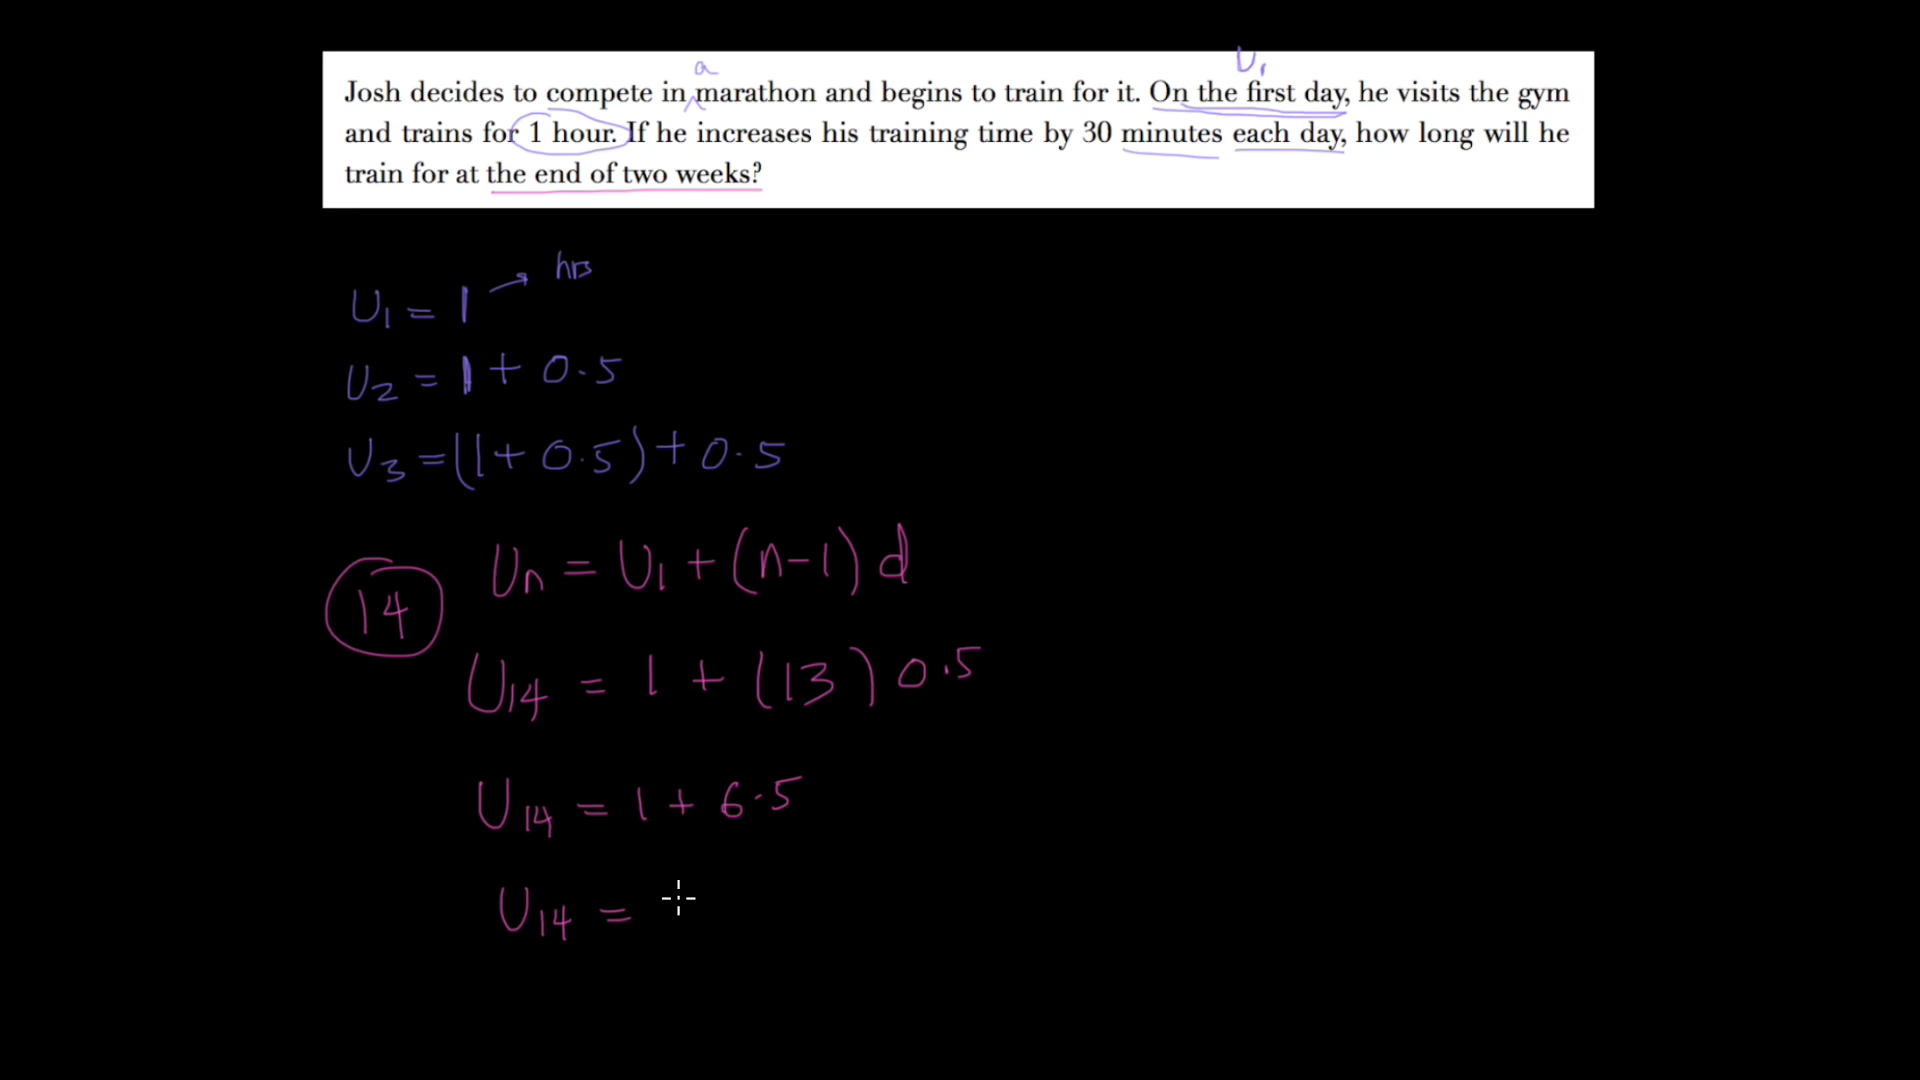 a
U₁
Josh decides to compete in marathon and begins to train for it. On the first day, he visits the gym
and trains for 1 hour. If he increases his training time by 30 minutes each day, how long will he
train for at the end of two weeks?
U₁ = 1 → hrs
U₂ = 1 + 0.5
U₃ = (1 + 0.5) + 0.5
Uₙ = U₁ + (n-1) d
14
U₁₄ = 1 + (13) 0.5
U₁₄ = 1 + 6.5
U₁₄ =